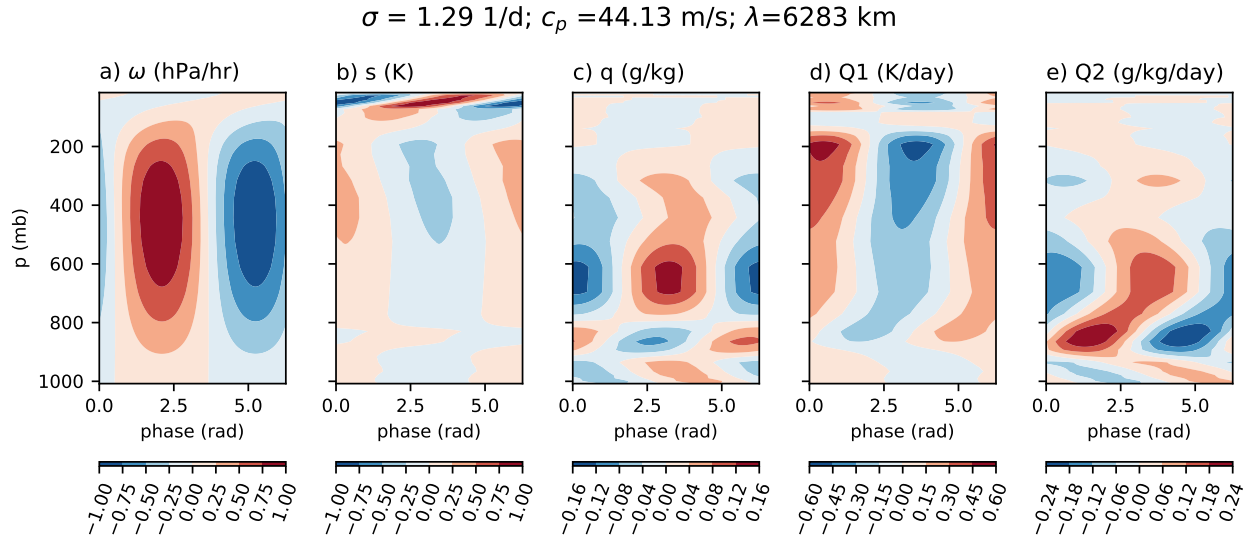 σ = 1.29 1/d; c_p =44.13 m/s; λ=6283 km
a) ω (hPa/hr)
b) s (K)
c) q (g/kg)
d) Q1 (K/day)
e) Q2 (g/kg/day)
p (mb)
200
400
600
800
1000
0.0 2.5 5.0
phase (rad)
0.0 2.5 5.0
phase (rad)
0.0 2.5 5.0
phase (rad)
0.0 2.5 5.0
phase (rad)
0.0 2.5 5.0
phase (rad)
−1.00 −0.75 −0.50 −0.25 0.00 0.25 0.50 0.75 1.00
−1.00 −0.75 −0.50 −0.25 0.00 0.25 0.50 0.75 1.00
−0.16 −0.12 −0.08 −0.04 0.00 0.04 0.08 0.12 0.16
−0.60 −0.45 −0.30 −0.15 0.00 0.15 0.30 0.45 0.60
−0.24 −0.18 −0.12 −0.06 0.00 0.06 0.12 0.18 0.24